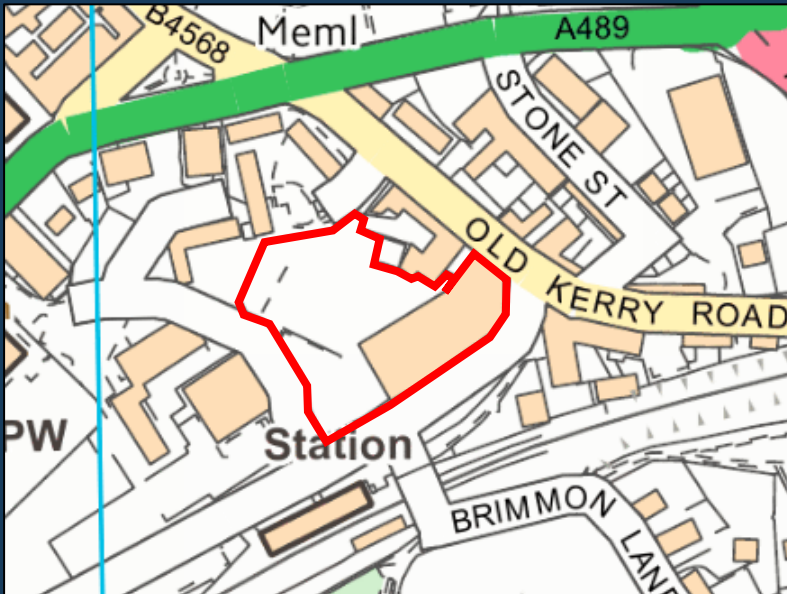 B4568
Meml
A489
STONE ST
OLD KERRY ROAD
PW
Station
BRIMMON LANE